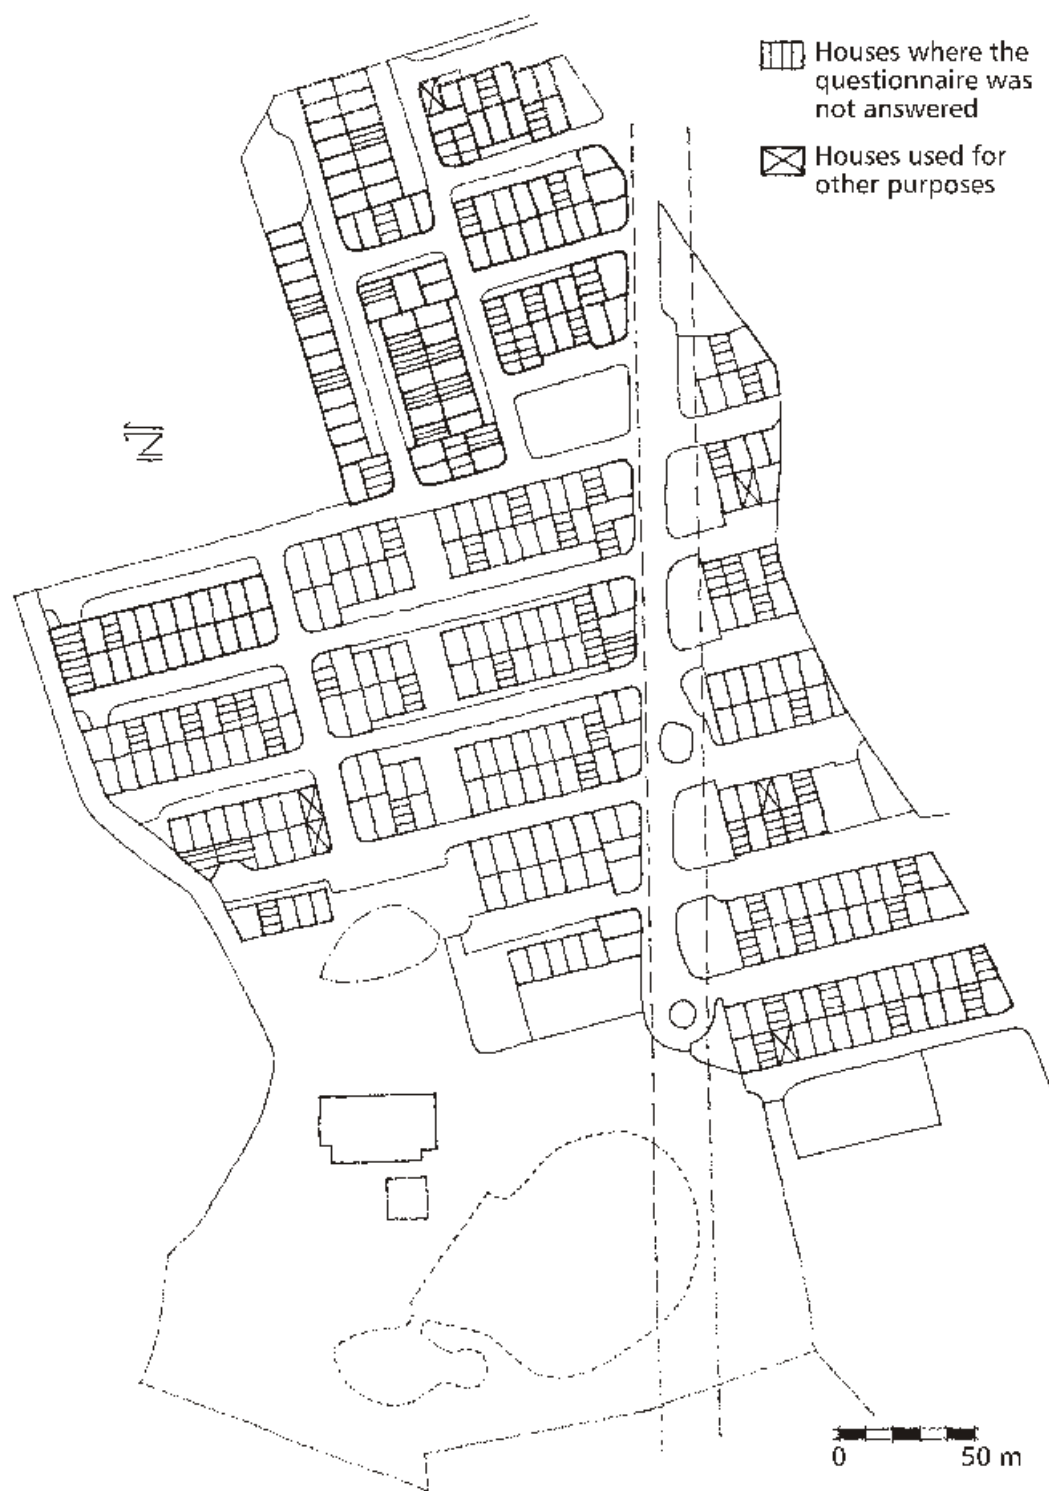 Houses where the
questionnaire was
not answered
Houses used for
other purposes
N
0 50 m